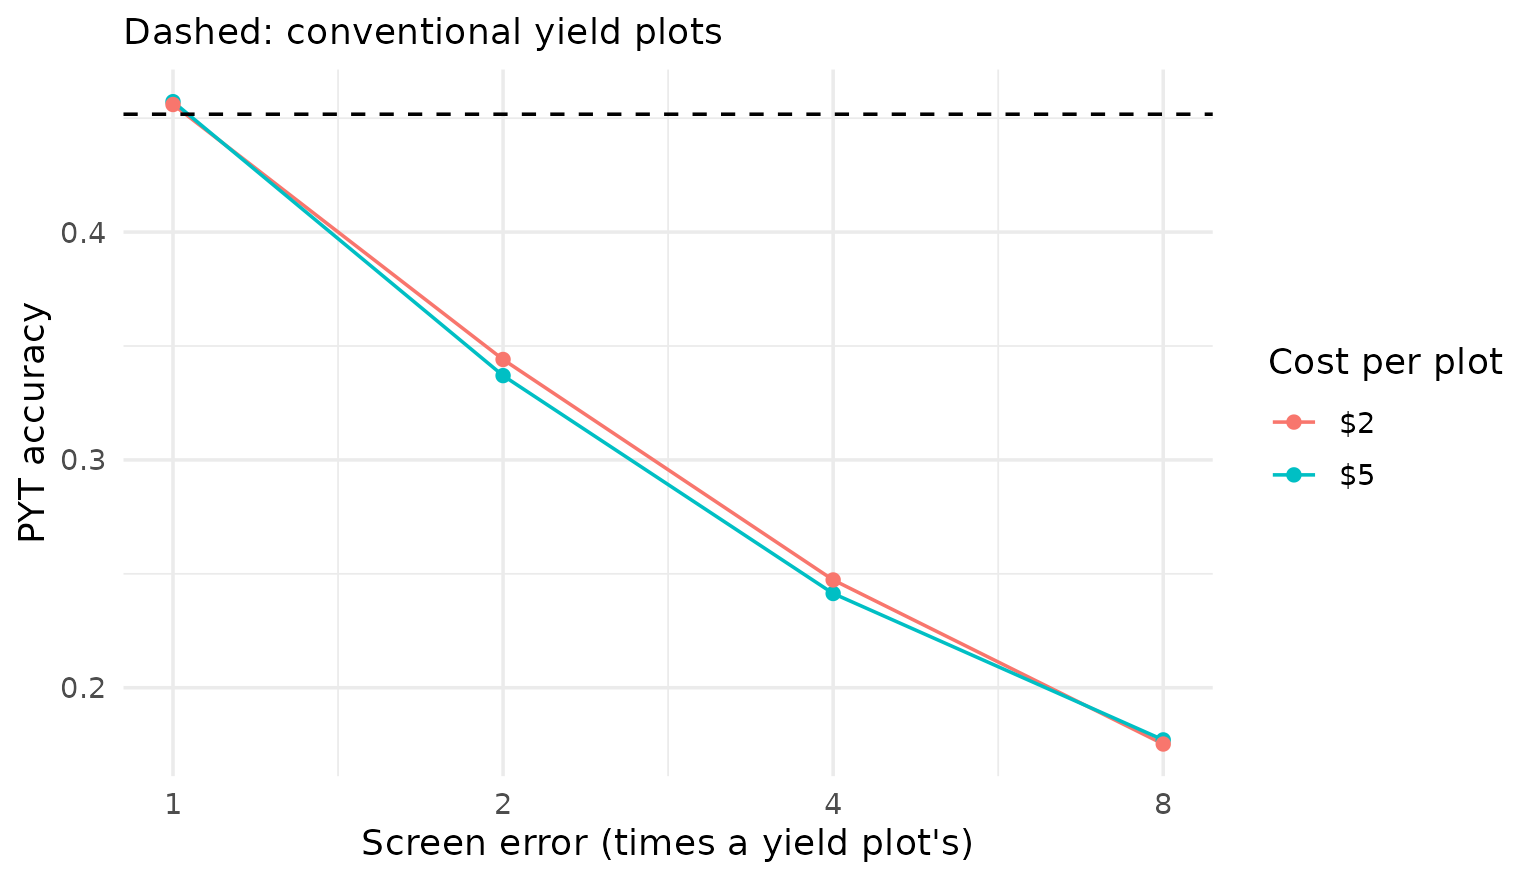 Dashed: conventional yield plots
PYT accuracy
0.4
0.3
0.2
1 2 4 8
Screen error (times a yield plot's)
Cost per plot
$2
$5